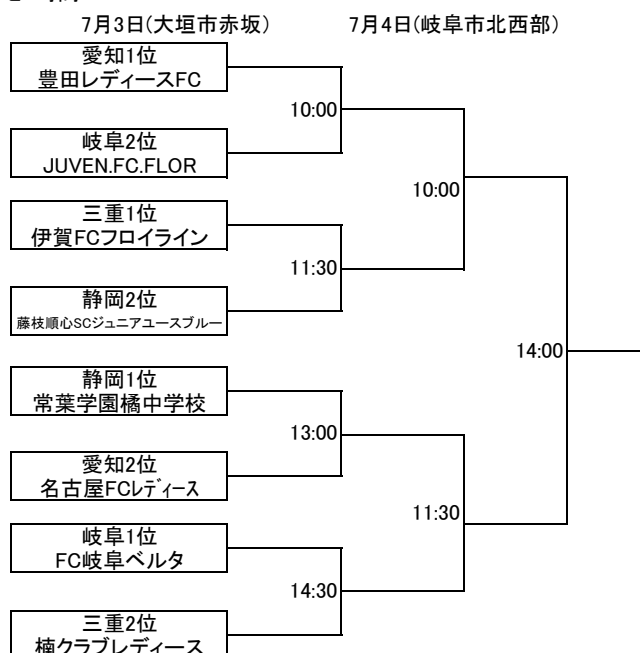 7月3日(大垣市赤坂)
7月4日(岐阜市北西部)
愛知1位
豊田レディースFC
10:00
岐阜2位
JUVEN.FC.FLOR
10:00
三重1位
伊賀FCフロイライン
11:30
静岡2位
藤枝順心SCジュニアユースブルー
14:00
静岡1位
常葉学園橘中学校
13:00
愛知2位
名古屋FCレディース
11:30
岐阜1位
FC岐阜ベルタ
14:30
三重2位
楠クラブレディース